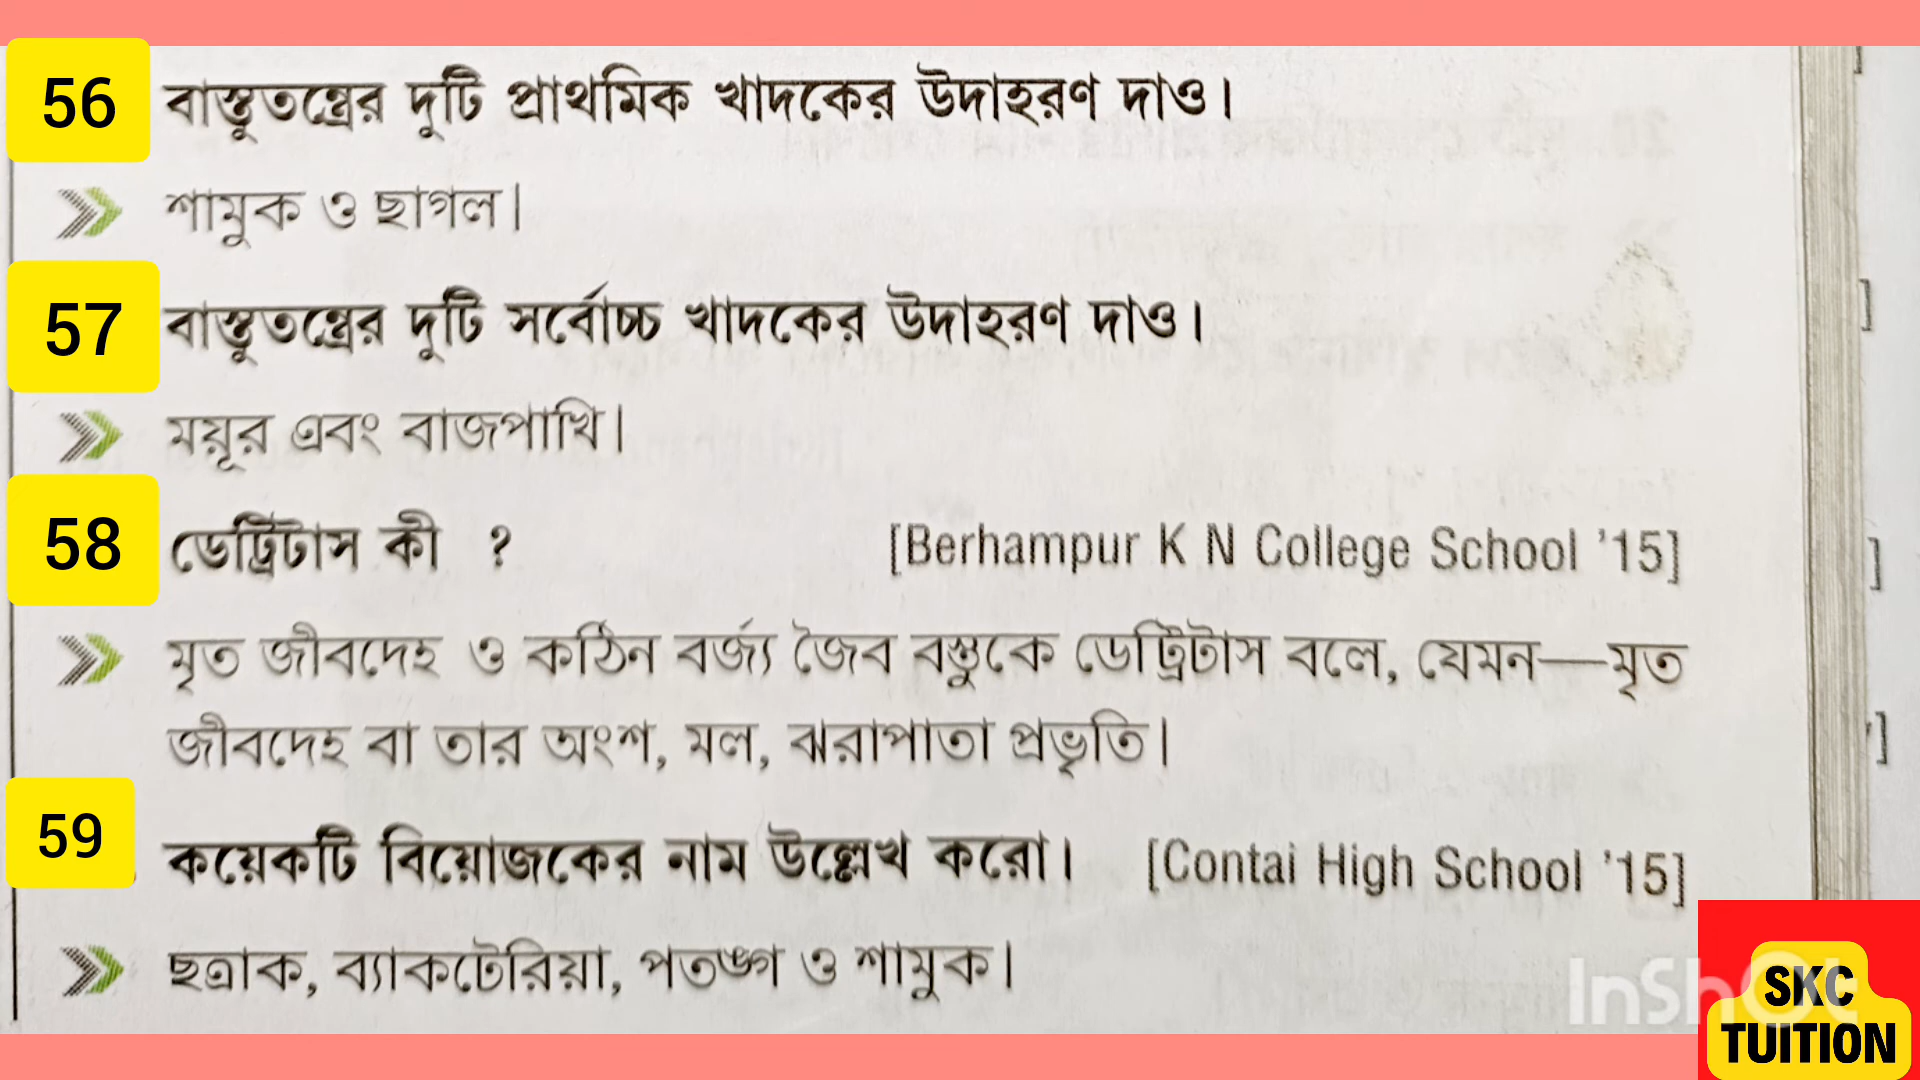 56 বাস্তুতন্ত্রের দুটি প্রাথমিক খাদকের উদাহরণ দাও।
শামুক ও ছাগল।
57 বাস্তুতন্ত্রের দুটি সর্বোচ্চ খাদকের উদাহরণ দাও।
ময়ূর এবং বাজপাখি।
58 ডেট্রিটাস কী ? [Berhampur K N College School ’15]
মৃত জীবদেহ ও কঠিন বর্জ্য জৈব বস্তুকে ডেট্রিটাস বলে, যেমন—মৃত
জীবদেহ বা তার অংশ, মল, ঝরাপাতা প্রভৃতি।
59 কয়েকটি বিয়োজকের নাম উল্লেখ করো। [Contai High School ’15]
ছত্রাক, ব্যাকটেরিয়া, পতঙ্গ ও শামুক।
InShOt
SKC
TUITION